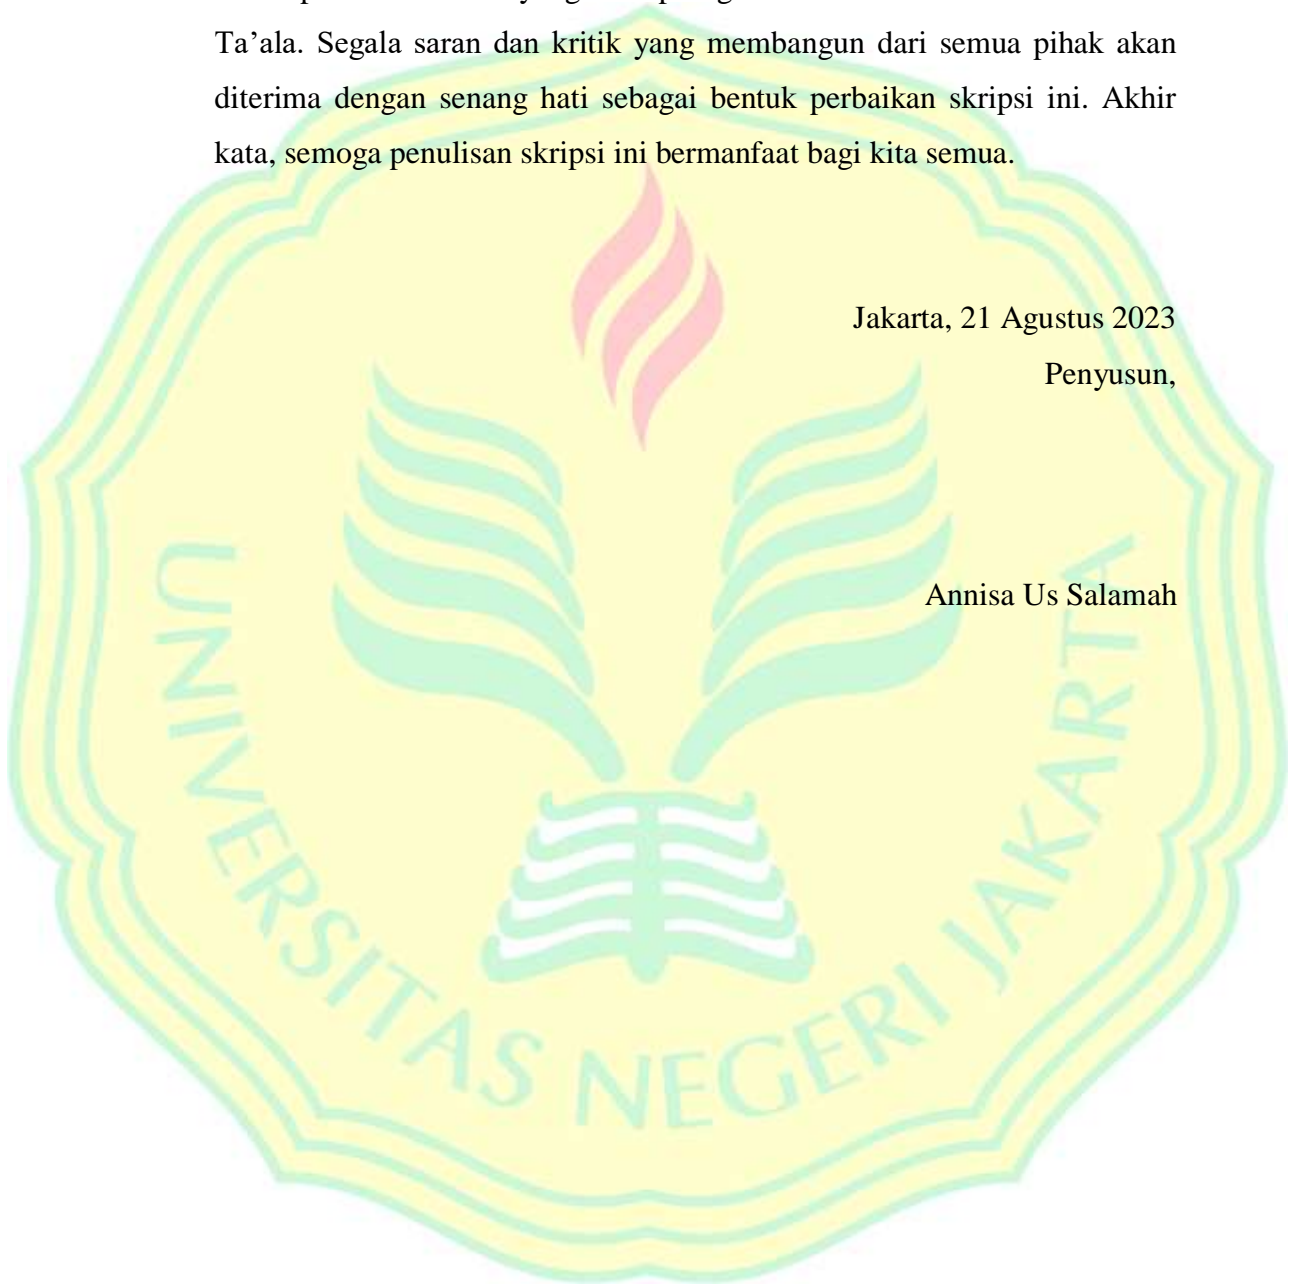 Ta’ala. Segala saran dan kritik yang membangun dari semua pihak akan
diterima dengan senang hati sebagai bentuk perbaikan skripsi ini. Akhir
kata, semoga penulisan skripsi ini bermanfaat bagi kita semua.
Jakarta, 21 Agustus 2023
Penyusun,
Annisa Us Salamah
UNIVERSITAS NEGERI JAKARTA